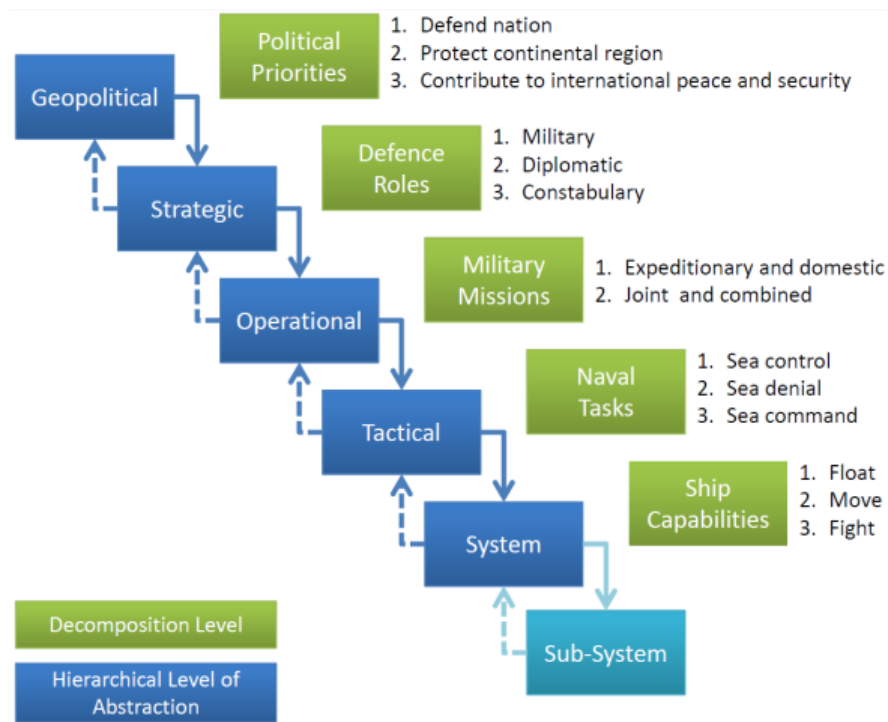 Political
Priorities
1. Defend nation
2. Protect continental region
3. Contribute to international peace and security
Geopolitical
Defence
Roles
1. Military
2. Diplomatic
3. Constabulary
Strategic
Military
Missions
1. Expeditionary and domestic
2. Joint and combined
Operational
Naval
Tasks
1. Sea control
2. Sea denial
3. Sea command
Tactical
Ship
Capabilities
1. Float
2. Move
3. Fight
System
Sub-System
Decomposition Level
Hierarchical Level of
Abstraction